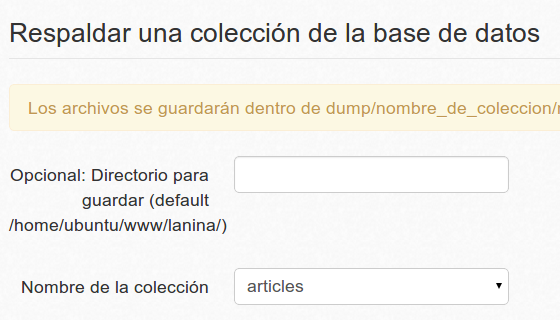 Respaldar una colección de la base de datos
Los archivos se guardarán dentro de dump/nombre_de_coleccion/
Opcional: Directorio para
guardar (default
/home/ubuntu/www/lanina/)
Nombre de la colección
articles